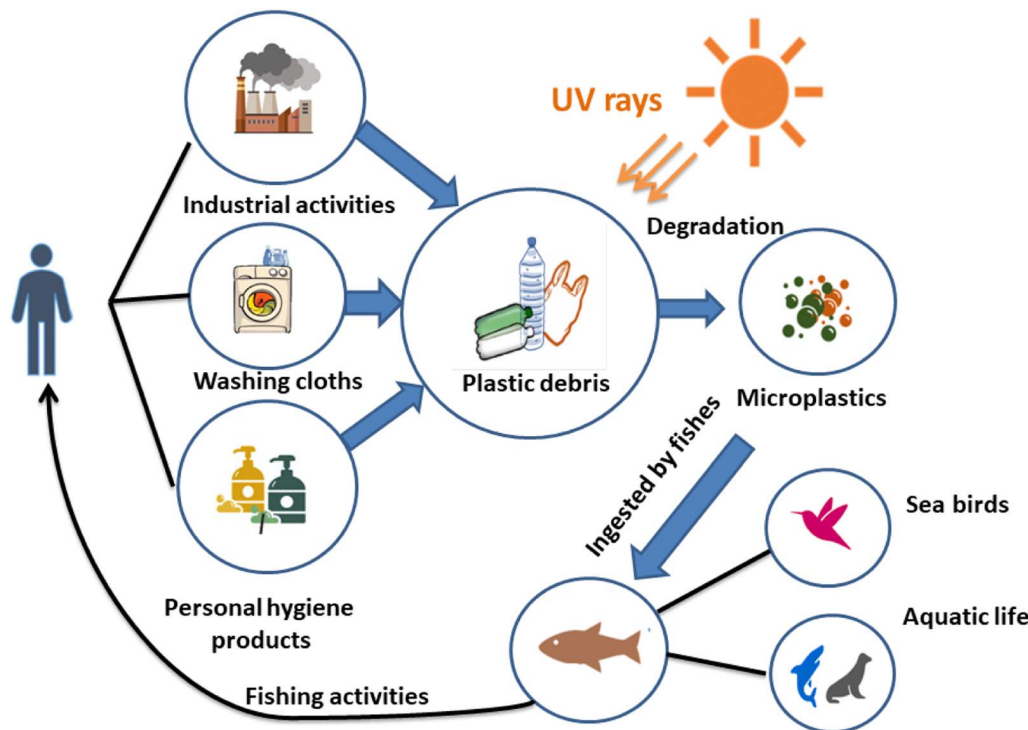 UV rays
Industrial activities
Degradation
Washing cloths
Plastic debris
Microplastics
Ingested by fishes
Sea birds
Personal hygiene
products
Aquatic life
Fishing activities